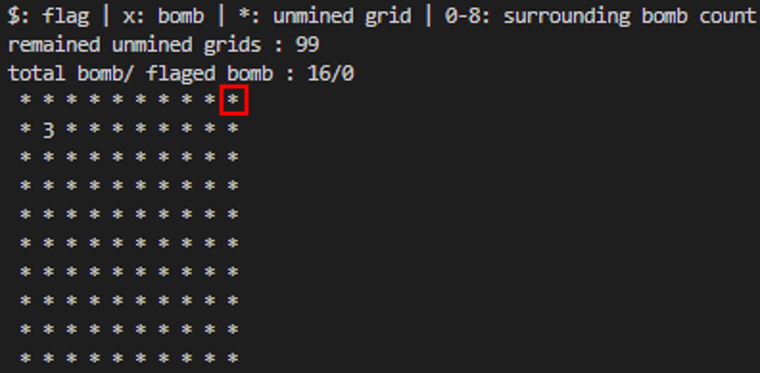 $: flag | x: bomb | *: unmined grid | 0-8: surrounding bomb count
remained unmined grids : 99
total bomb/ flaged bomb : 16/0
* * * * * * * * * *
* 3 * * * * * * * *
* * * * * * * * * *
* * * * * * * * * *
* * * * * * * * * *
* * * * * * * * * *
* * * * * * * * * *
* * * * * * * * * *
* * * * * * * * * *
* * * * * * * * * *